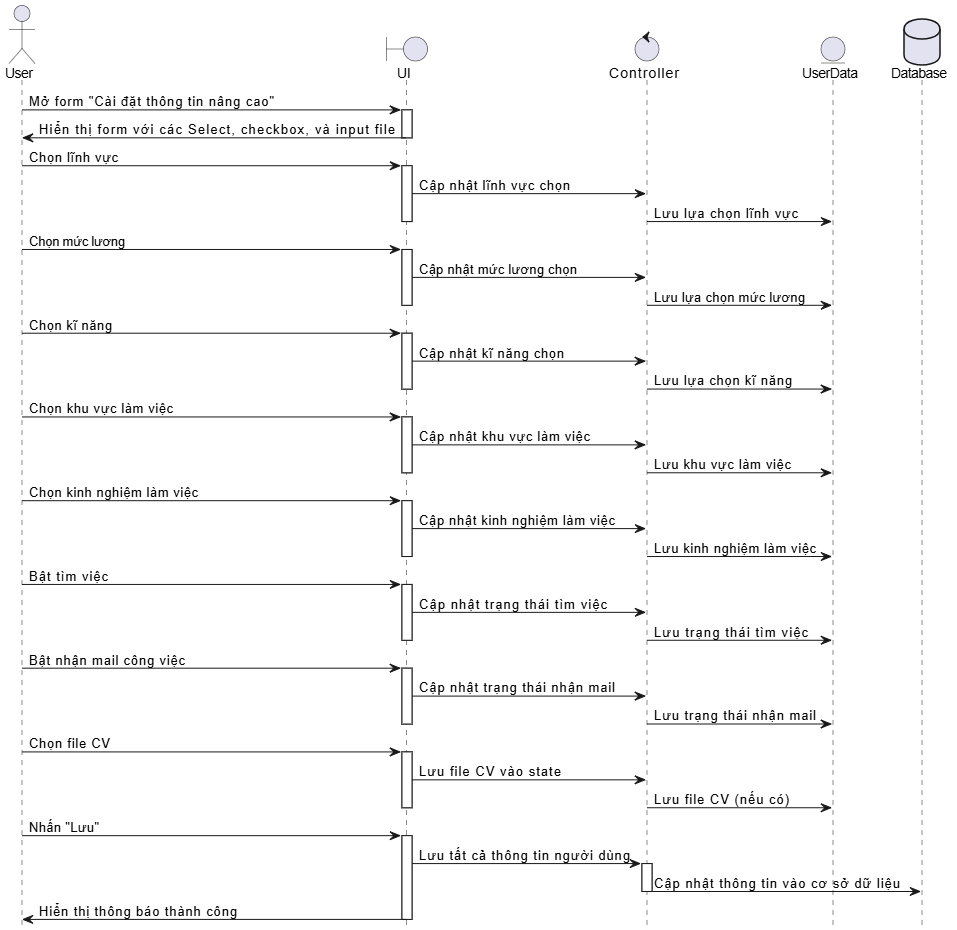 User
UI
Controller
UserData
Database
Mở form "Cài đặt thông tin nâng cao"
Hiển thị form với các Select, checkbox, và input file
Chọn lĩnh vực
Cập nhật lĩnh vực chọn
Lưu lựa chọn lĩnh vực
Chọn mức lương
Cập nhật mức lương chọn
Lưu lựa chọn mức lương
Chọn kĩ năng
Cập nhật kĩ năng chọn
Lưu lựa chọn kĩ năng
Chọn khu vực làm việc
Cập nhật khu vực làm việc
Lưu khu vực làm việc
Chọn kinh nghiệm làm việc
Cập nhật kinh nghiệm làm việc
Lưu kinh nghiệm làm việc
Bật tìm việc
Cập nhật trạng thái tìm việc
Lưu trạng thái tìm việc
Bật nhận mail công việc
Cập nhật trạng thái nhận mail
Lưu trạng thái nhận mail
Chọn file CV
Lưu file CV vào state
Lưu file CV (nếu có)
Nhấn "Lưu"
Lưu tất cả thông tin người dùng
Cập nhật thông tin vào cơ sở dữ liệu
Hiển thị thông báo thành công